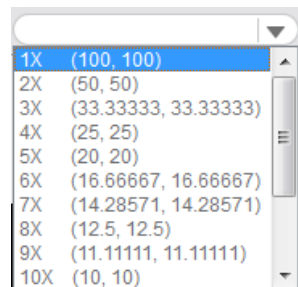 1X (100, 100)
2X (50, 50)
3X (33.33333, 33.33333)
4X (25, 25)
5X (20, 20)
6X (16.66667, 16.66667)
7X (14.28571, 14.28571)
8X (12.5, 12.5)
9X (11.11111, 11.11111)
10X (10, 10)